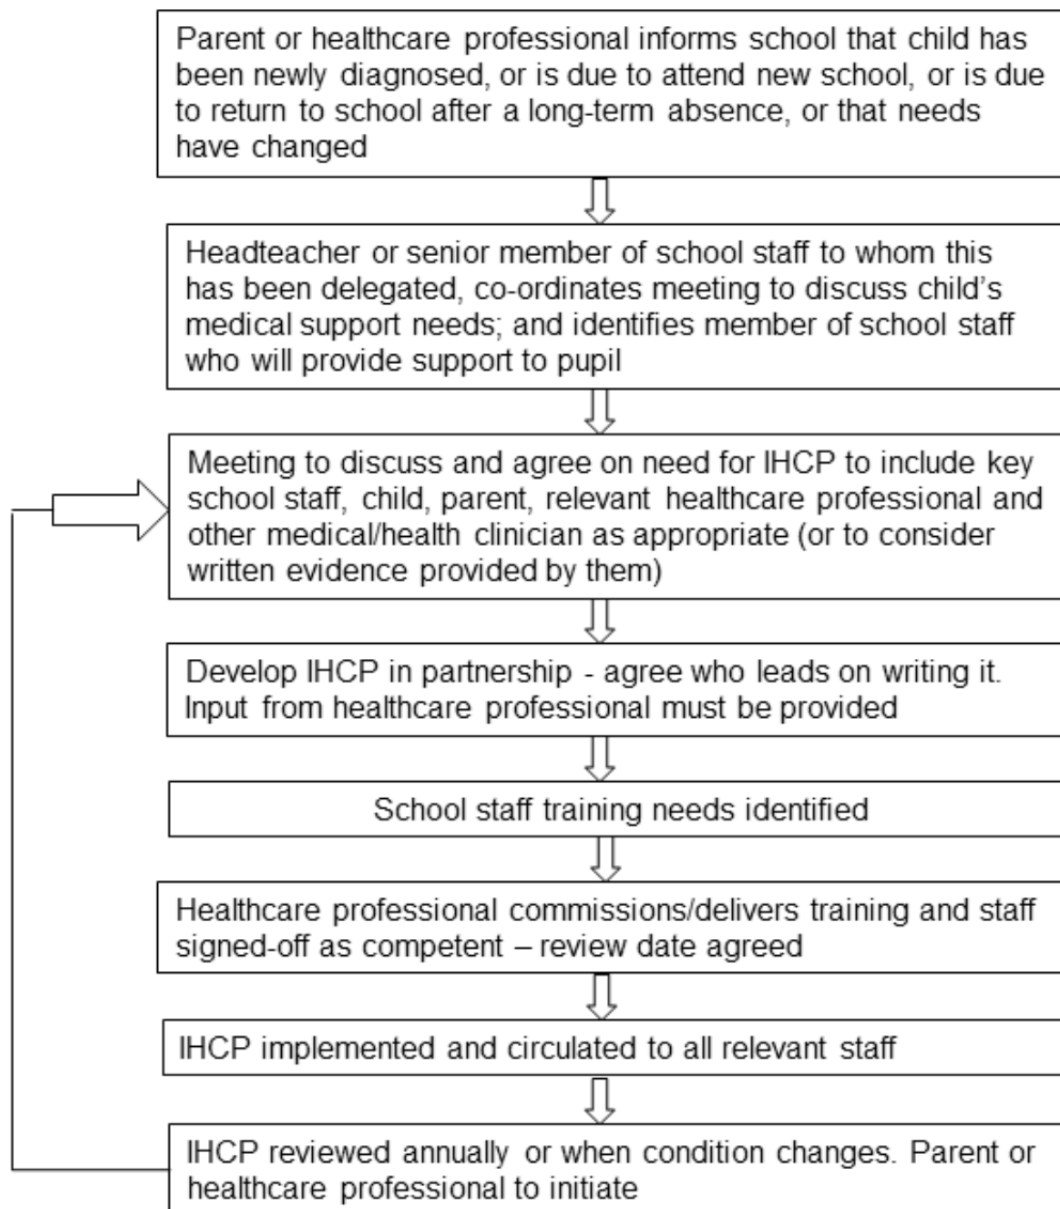 Parent or healthcare professional informs school that child has
been newly diagnosed, or is due to attend new school, or is due
to return to school after a long-term absence, or that needs
have changed
Headteacher or senior member of school staff to whom this
has been delegated, co-ordinates meeting to discuss child's
medical support needs; and identifies member of school staff
who will provide support to pupil
Meeting to discuss and agree on need for IHCP to include key
school staff, child, parent, relevant healthcare professional and
other medical/health clinician as appropriate (or to consider
written evidence provided by them)
Develop IHCP in partnership - agree who leads on writing it.
Input from healthcare professional must be provided
School staff training needs identified
Healthcare professional commissions/delivers training and staff
signed-off as competent – review date agreed
IHCP implemented and circulated to all relevant staff
IHCP reviewed annually or when condition changes. Parent or
healthcare professional to initiate